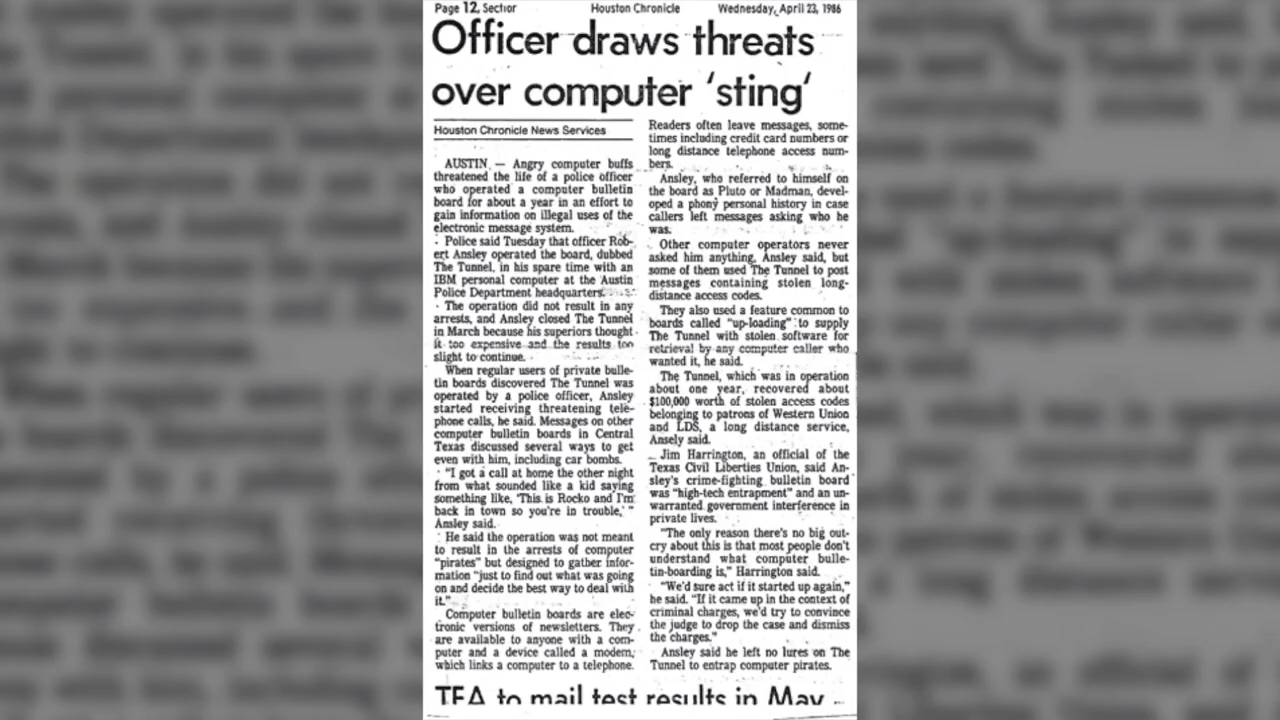 Page 12, Section
Houston Chronicle
Wednesday, April 23, 1986
Officer draws threats
over computer ‘sting‘
Houston Chronicle News Services
AUSTIN — Angry computer buffs
threatened the life of a police officer
who operated a computer bulletin
board for about a year in an effort to
gain information on illegal uses of the
electronic message system.
Police said Tuesday that officer Rob-
ert Ansley operated the board, dubbed
The Tunnel, in his spare time with an
IBM personal computer at the Austin
Police Department headquarters.
The operation did not result in any
arrests, and Ansley closed The Tunnel
in March because his superiors thought
it too expensive and the results too
slight to continue.
When regular users of private bulle-
tin boards discovered The Tunnel was
operated by a police officer, Ansley
started receiving threatening tele-
phone calls, he said. Messages on other
computer bulletin boards in Central
Texas discussed several ways to get
even with him, including car bombs.
"I got a call at home the other night
from what sounded like a kid saying
something like, 'This is Rocko and I'm
back in town so you're in trouble,' "
Ansley said.
He said the operation was not meant
to result in the arrests of computer
"pirates" but designed to gather infor-
mation "just to find out what was going
on and decide the best way to deal with
it."
Computer bulletin boards are elec-
tronic versions of newsletters. They
are available to anyone with a com-
puter and a device called a modem,
which links a computer to a telephone.
Readers often leave messages, some-
times including credit card numbers or
long distance telephone access num-
bers.
Ansley, who referred to himself on
the board as Pluto or Madman, devel-
oped a phony personal history in case
callers left messages asking who he
was.
Other computer operators never
asked him anything, Ansley said, but
some of them used The Tunnel to post
messages containing stolen long-
distance access codes.
They also used a feature common to
boards called "up-loading" to supply
The Tunnel with stolen software for
retrieval by any computer caller who
wanted it, he said.
The Tunnel, which was in operation
about one year, recovered about
$100,000 worth of stolen access codes
belonging to patrons of Western Union
and LDS, a long distance service,
Ansely said.
Jim Harrington, an official of the
Texas Civil Liberties Union, said An-
sley's crime-fighting bulletin board
was "high-tech entrapment" and an un-
warranted government interference in
private lives.
"The only reason there's no big out-
cry about this is that most people don't
understand what computer bulle-
tin-boarding is," Harrington said.
"We'd sure act if it started up again,"
he said. "If it came up in the context of
criminal charges, we'd try to convince
the judge to drop the case and dismiss
the charges."
Ansley said he left no lures on The
Tunnel to entrap computer pirates.
TEA to mail test results in May